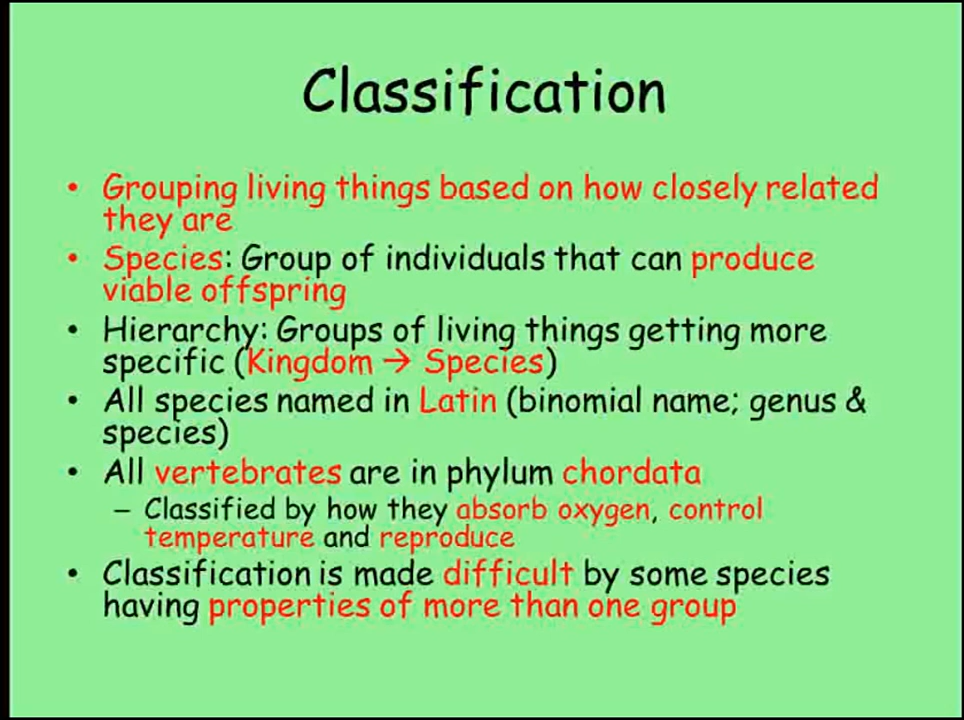 Classification
• Grouping living things based on how closely related
they are
• Species: Group of individuals that can produce
viable offspring
• Hierarchy: Groups of living things getting more
specific (Kingdom → Species)
• All species named in Latin (binomial name; genus &
species)
• All vertebrates are in phylum chordata
– Classified by how they absorb oxygen, control
temperature and reproduce
• Classification is made difficult by some species
having properties of more than one group